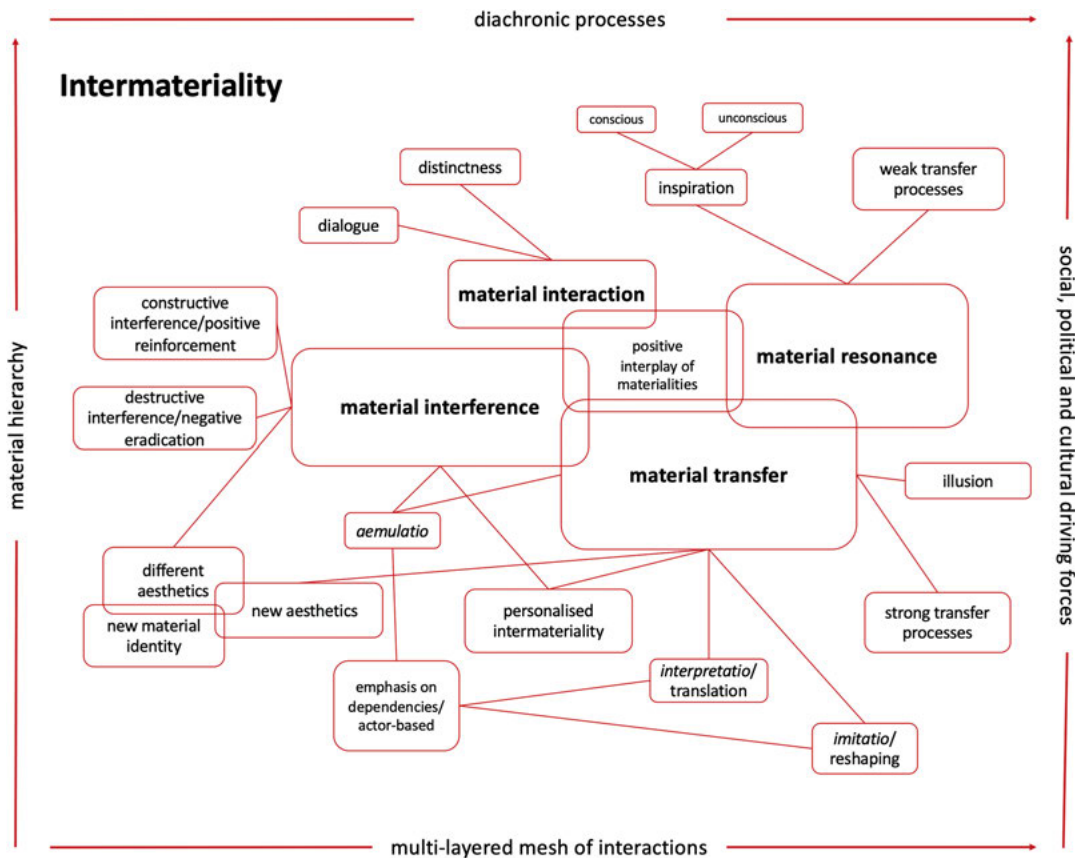 diachronic processes
Intermateriality
conscious
unconscious
distinctness
inspiration
weak transfer
processes
dialogue
material interaction
constructive
interference/positive
reinforcement
positive
interplay of
materialities
material resonance
destructive
interference/negative
eradication
material interference
material transfer
illusion
aemulatio
different
aesthetics
new aesthetics
new material
identity
personalised
intermateriality
strong transfer
processes
emphasis on
dependencies/
actor-based
interpretatio/
translation
imitatio/
reshaping
material hierarchy
social, political and cultural driving forces
multi-layered mesh of interactions